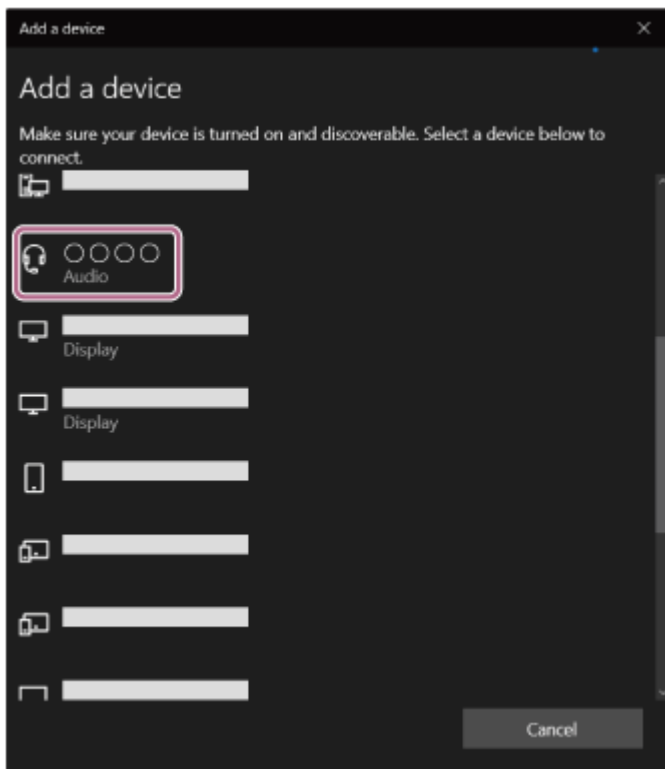 Add a device
Add a device
Make sure your device is turned on and discoverable. Select a device below to
connect.
○○○○
Audio
Display
Display
Cancel